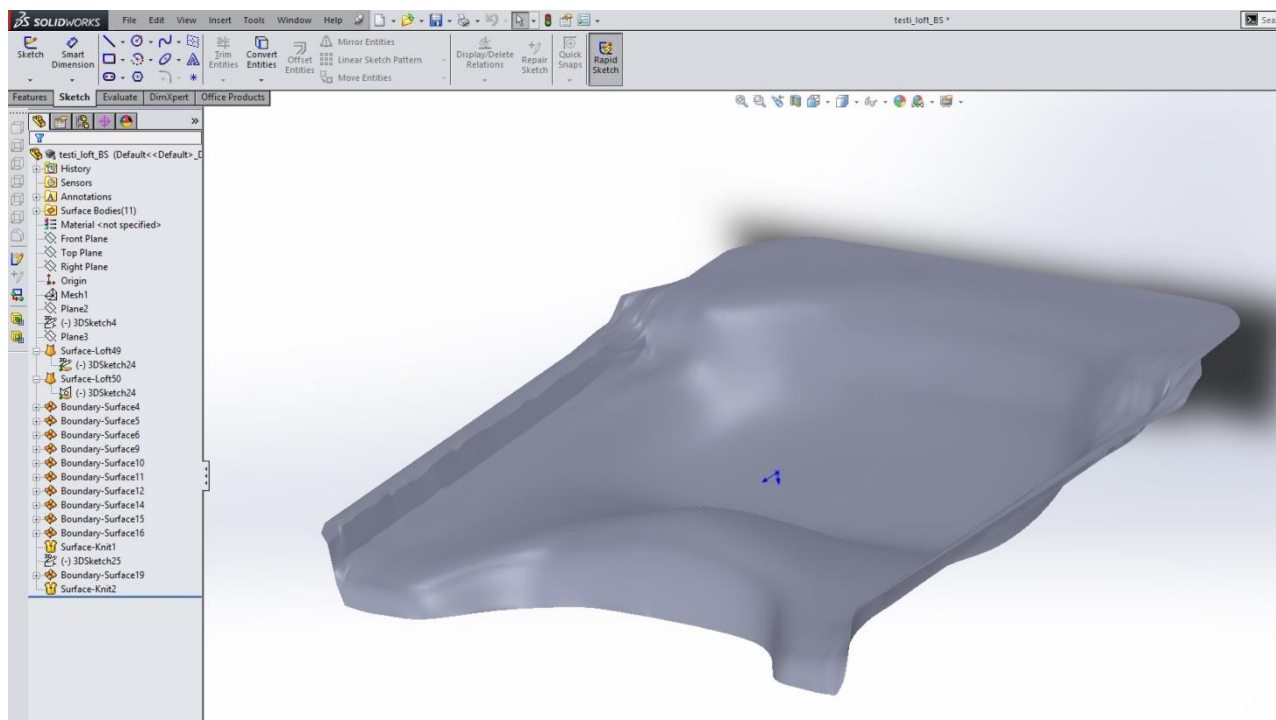 SOLIDWORKS File Edit View Insert Tools Window Help testi_loft_BS * Sea
Sketch Smart Dimension Trim Entities Convert Entities Offset Entities Mirror Entities Linear Sketch Pattern Move Entities Display/Delete Relations Repair Sketch Quick Snaps Rapid Sketch
Features Sketch Evaluate DimXpert Office Products
testi_loft_BS (Default<<Default>_D
History
Sensors
Annotations
Surface Bodies(11)
Material <not specified>
Front Plane
Top Plane
Right Plane
Origin
Mesh1
Plane2
(-) 3DSketch4
Plane3
Surface-Loft49
(-) 3DSketch24
Surface-Loft50
(-) 3DSketch24
Boundary-Surface4
Boundary-Surface5
Boundary-Surface6
Boundary-Surface9
Boundary-Surface10
Boundary-Surface11
Boundary-Surface12
Boundary-Surface14
Boundary-Surface15
Boundary-Surface16
Surface-Knit1
(-) 3DSketch25
Boundary-Surface19
Surface-Knit2